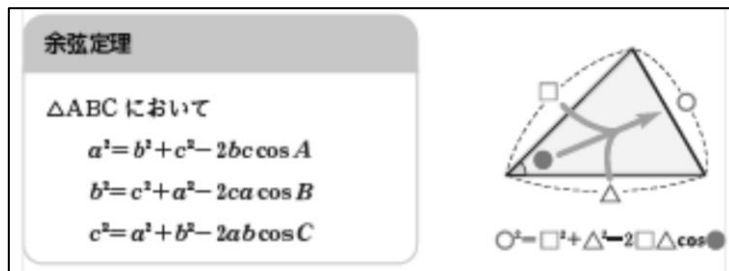 余弦定理
△ABC において
a²=b²+c²−2bc cos A
b²=c²+a²−2ca cos B
c²=a²+b²−2ab cos C
○²=□²+△²−2□△cos●